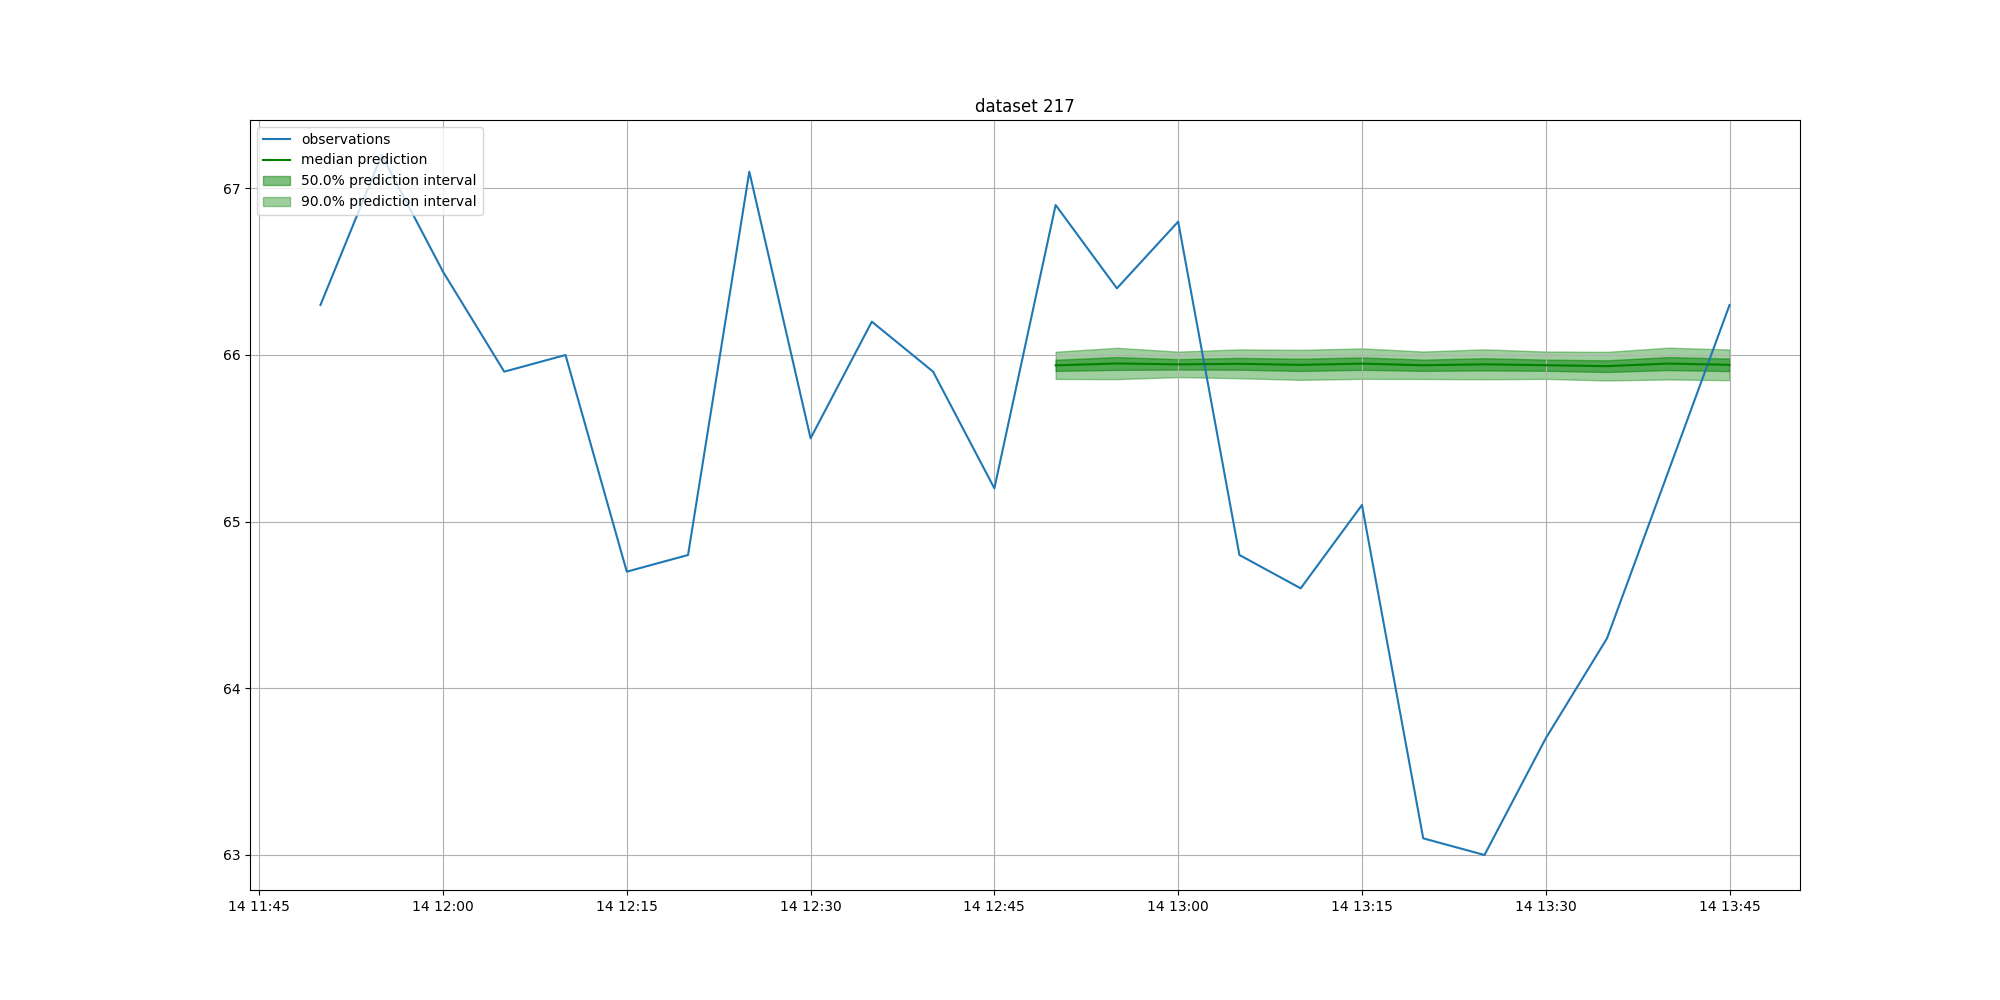 dataset 217
observations
median prediction
50.0% prediction interval
90.0% prediction interval
67
66
65
64
63
14 11:45
14 12:00
14 12:15
14 12:30
14 12:45
14 13:00
14 13:15
14 13:30
14 13:45